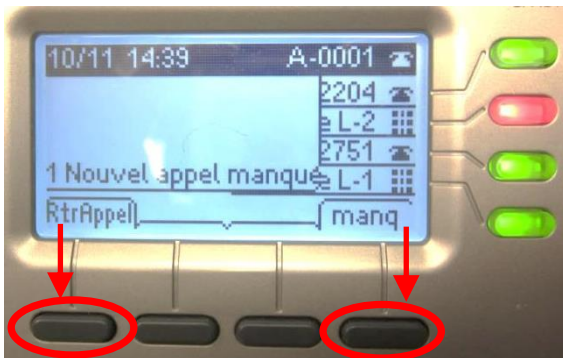 10/11 14:39 A-0001
2204
e L-2
2751
1 Nouvel appel manqué
e L-1
RtrAppel manq